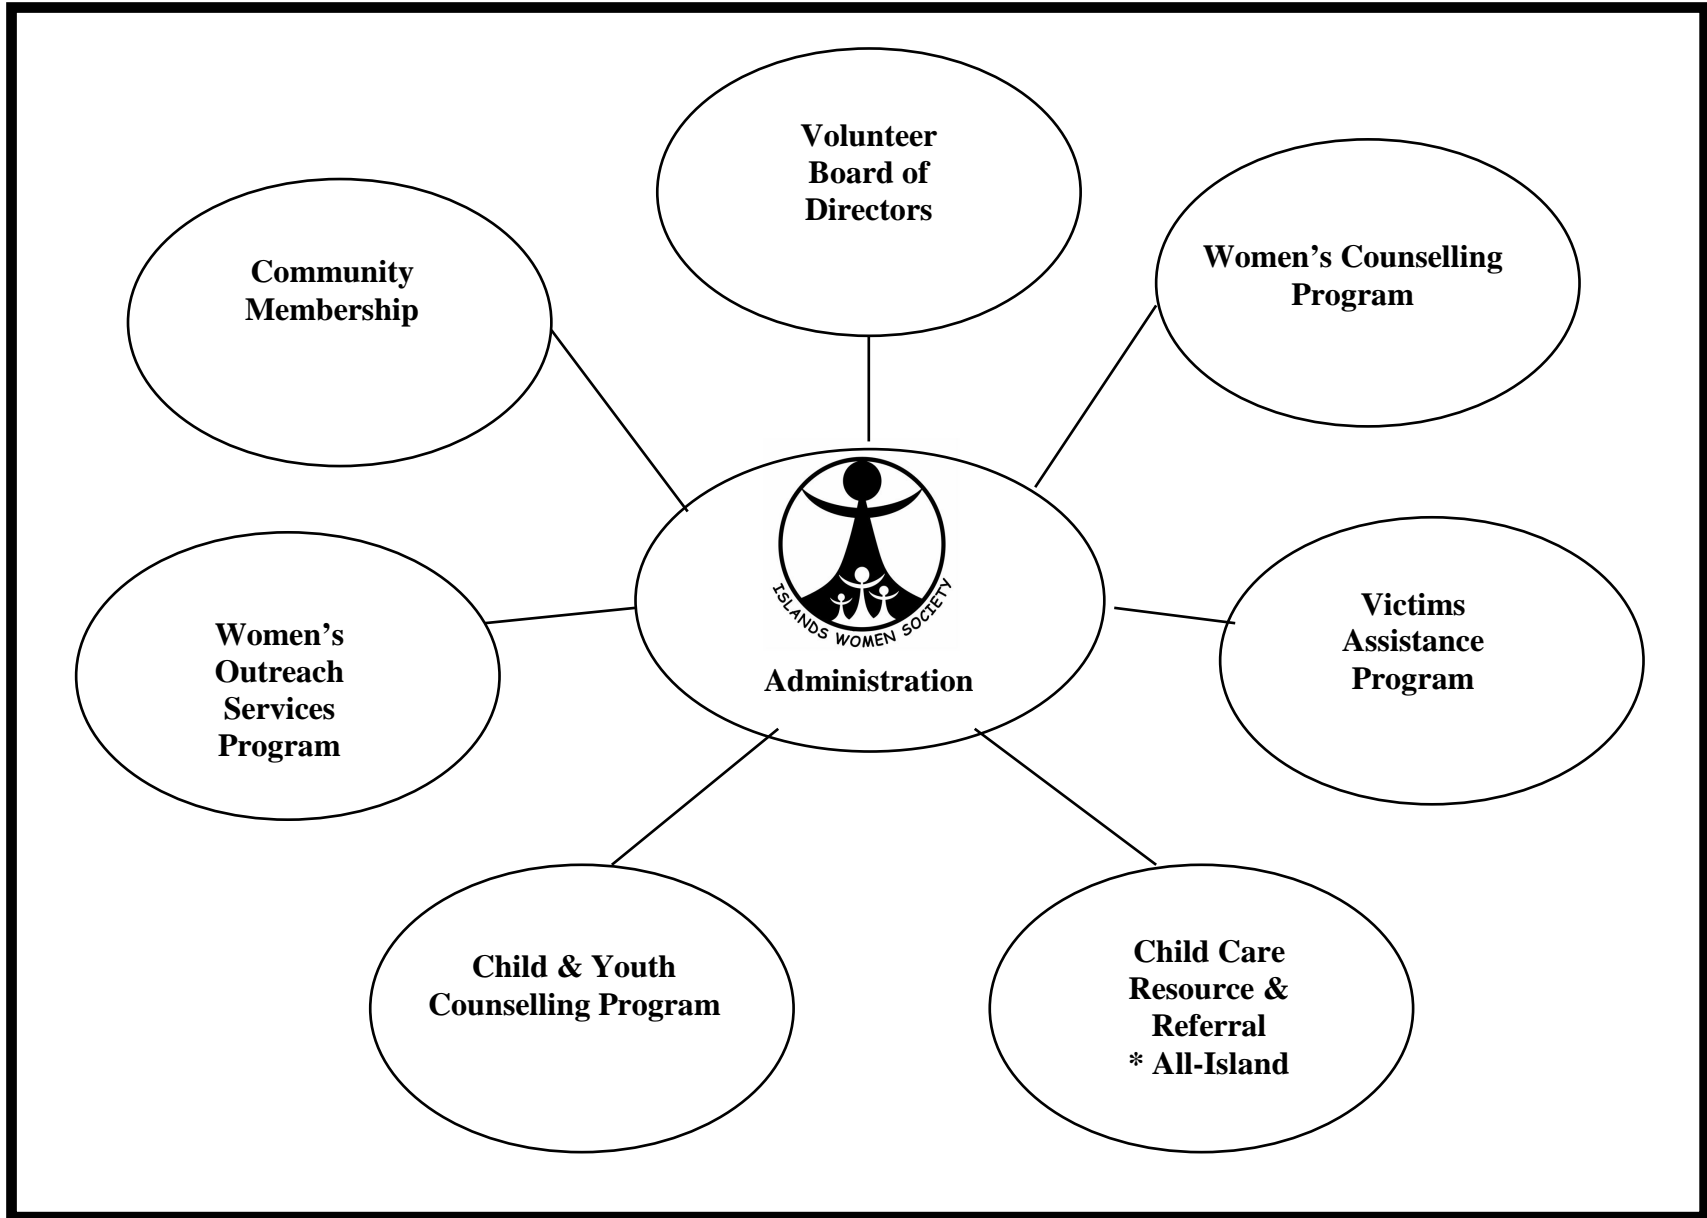 Volunteer
Board of
Directors
Women’s Counselling
Program
Community
Membership
ISLANDS WOMEN SOCIETY
Administration
Victims
Assistance
Program
Women’s
Outreach
Services
Program
Child & Youth
Counselling Program
Child Care
Resource &
Referral
* All-Island